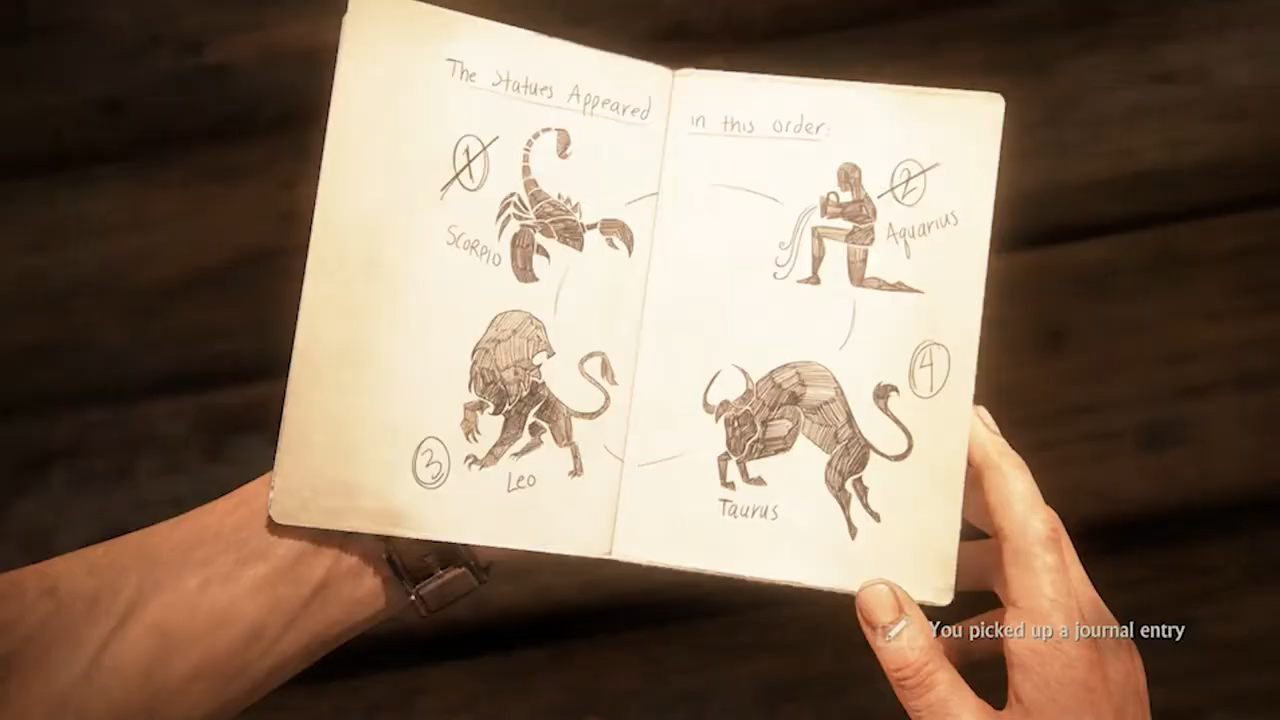 The Statues Appeared
in this order:
1
SCORPIO
2
Aquarius
3
Leo
4
Taurus
You picked up a journal entry